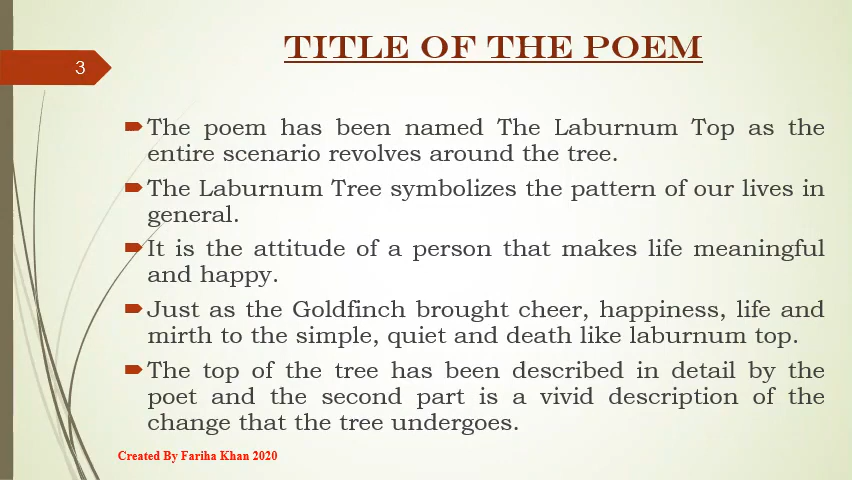 TITLE OF THE POEM
3
The poem has been named The Laburnum Top as the
entire scenario revolves around the tree.
The Laburnum Tree symbolizes the pattern of our lives in
general.
It is the attitude of a person that makes life meaningful
and happy.
Just as the Goldfinch brought cheer, happiness, life and
mirth to the simple, quiet and death like laburnum top.
The top of the tree has been described in detail by the
poet and the second part is a vivid description of the
change that the tree undergoes.
Created By Fariha Khan 2020